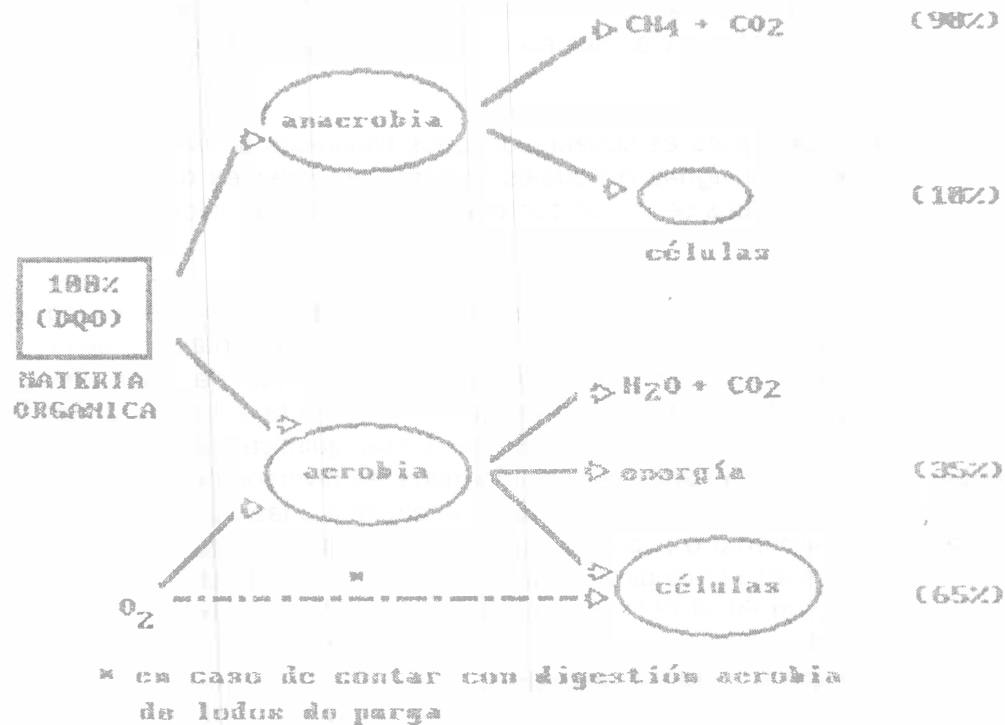 CH4 + CO2 (90%)
anaerobia
(10%)
células
100%
(DQO)
MATERIA
ORGANICA
H2O + CO2
aerobia
energía (35%)
células (65%)
*
O2
* en caso de contar con digestión aerobia
de lodos de purga